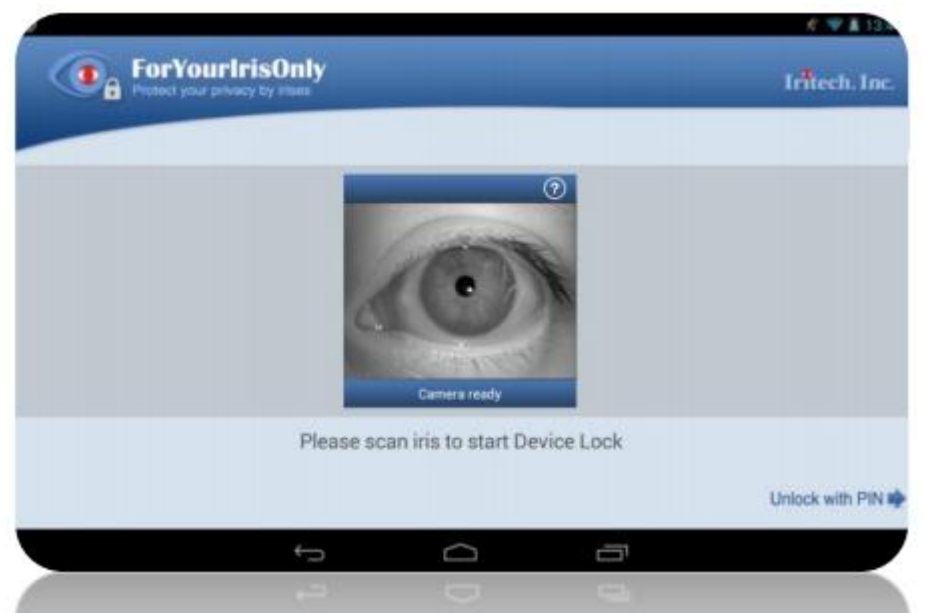 ForYourIrisOnly
Protect your privacy by irises
Iritech. Inc.
?
Camera ready
Please scan iris to start Device Lock
Unlock with PIN